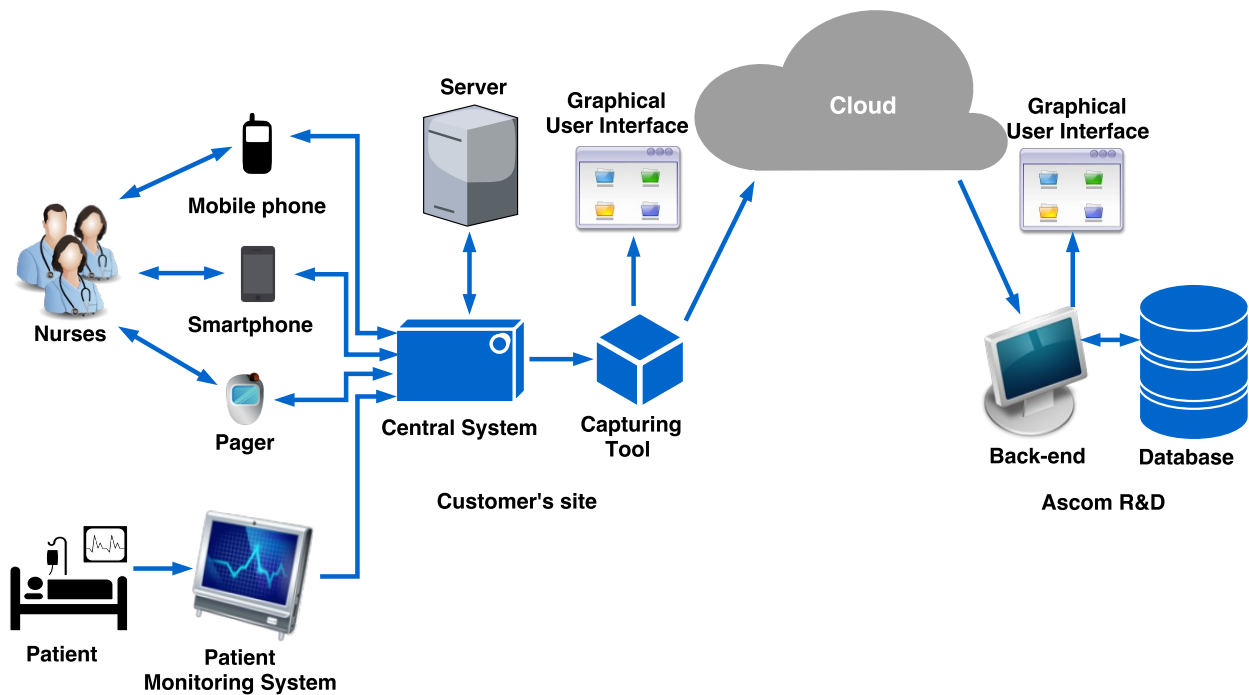 Server
Graphical
User Interface
Cloud
Graphical
User Interface
Mobile phone
Nurses
Smartphone
Pager
Central System
Capturing
Tool
Back-end
Database
Customer's site
Ascom R&D
Patient
Patient
Monitoring System